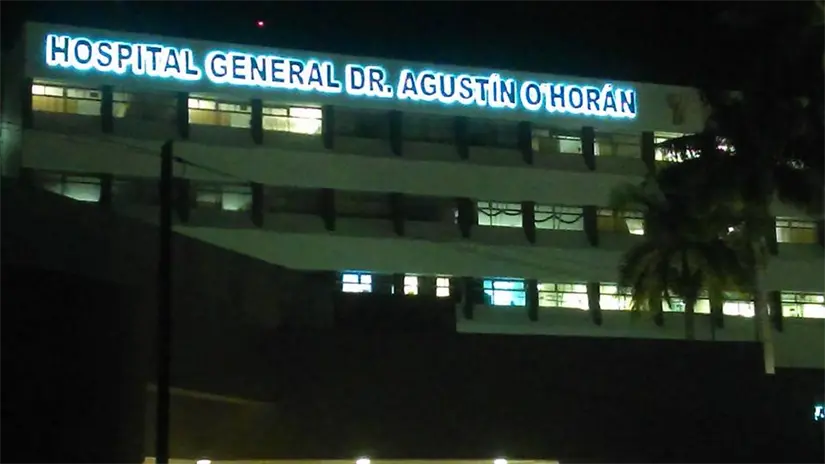 HOSPITAL GENERAL DR. AGUSTÍN O'HORÁN